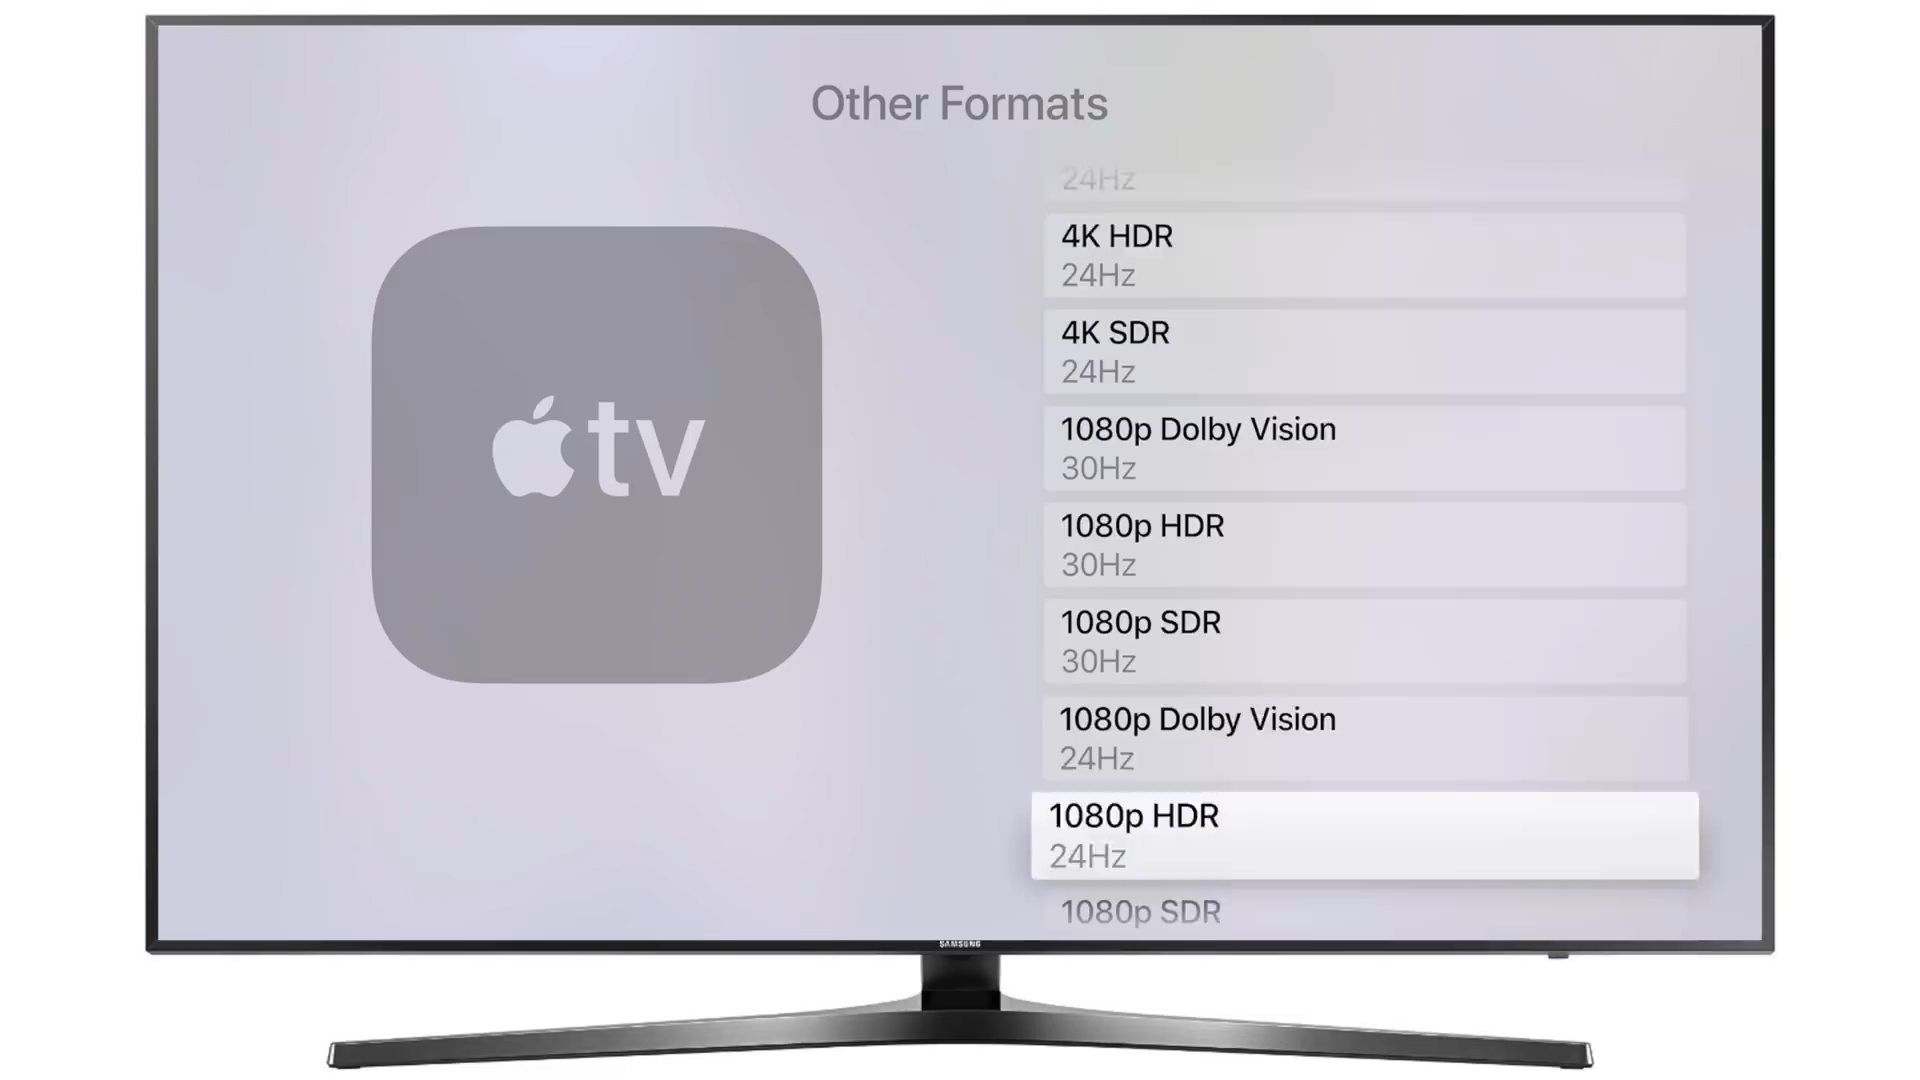 Other Formats
24Hz
4K HDR
24Hz
4K SDR
24Hz
tv
1080p Dolby Vision
30Hz
1080p HDR
30Hz
1080p SDR
30Hz
1080p Dolby Vision
24Hz
1080p HDR
24Hz
1080p SDR
SAMSUNG